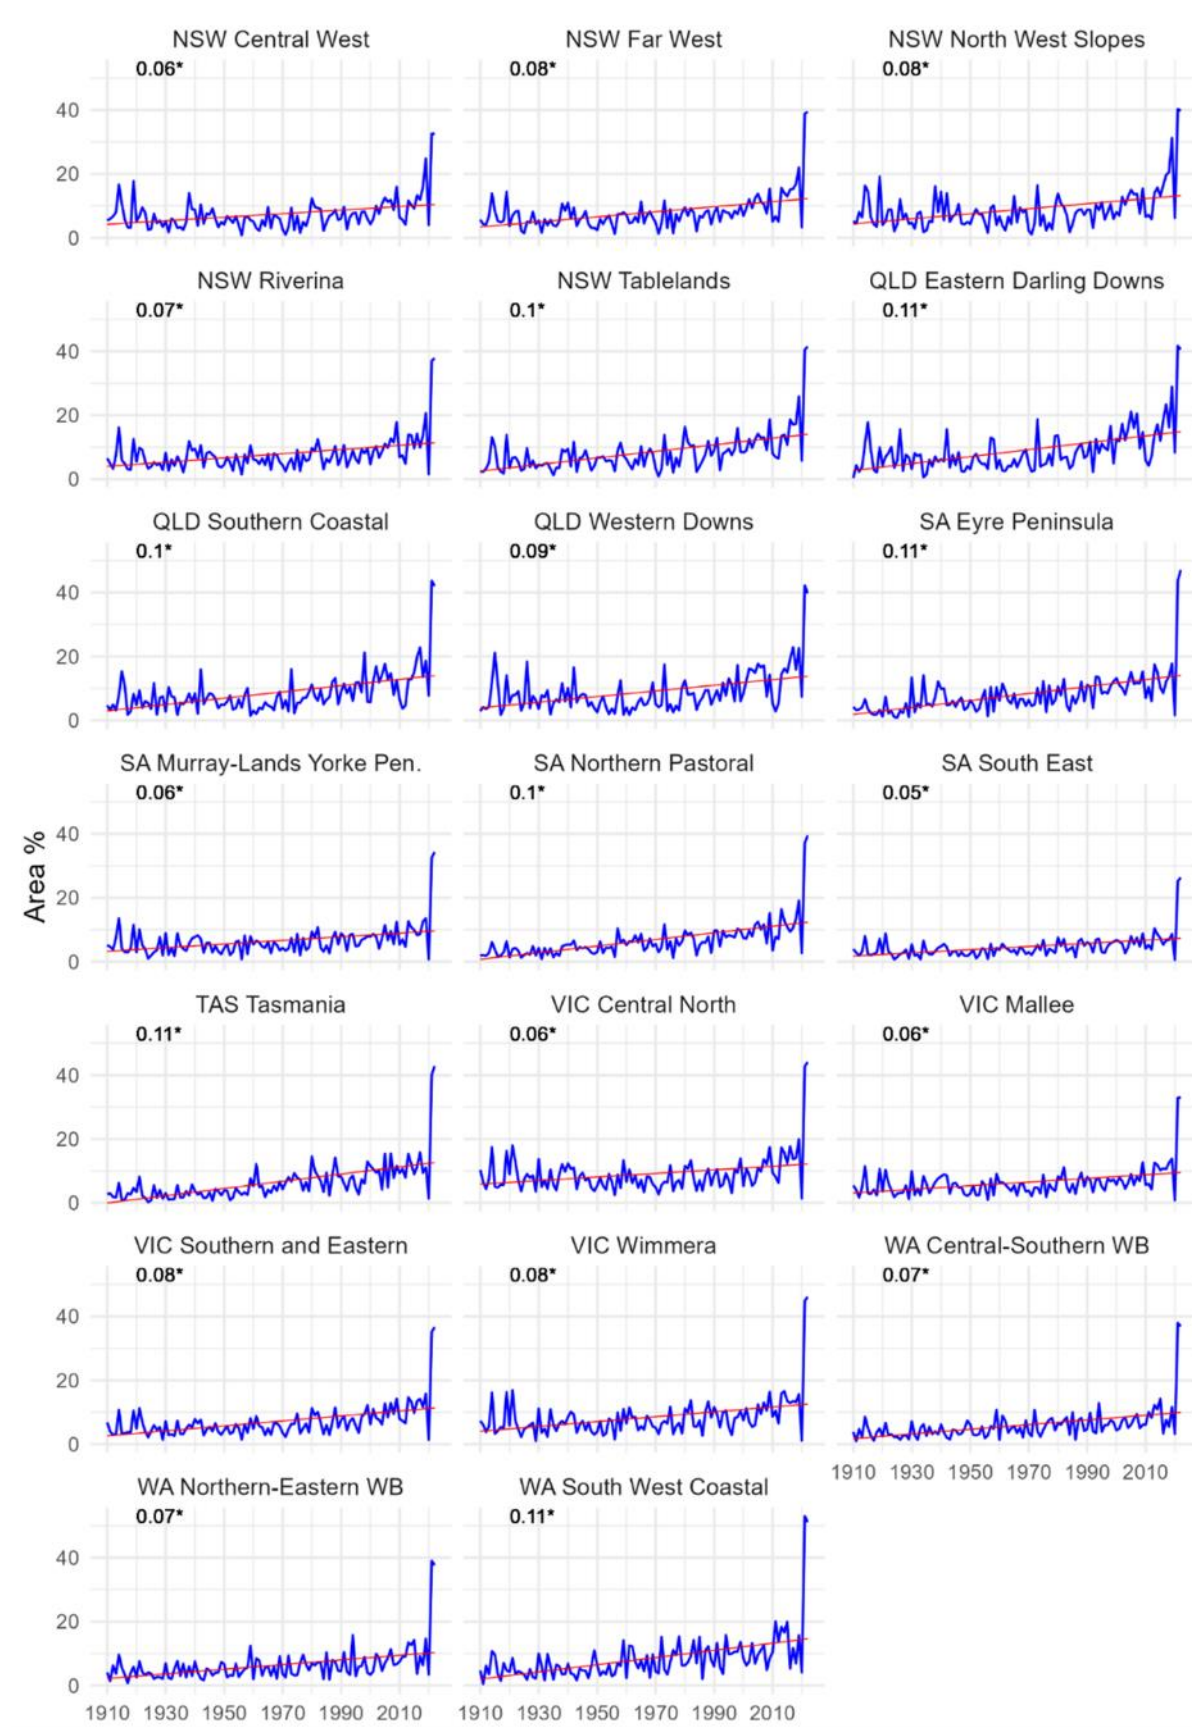 NSW Central West NSW Far West NSW North West Slopes
0.06* 0.08* 0.08*
40
20
0
NSW Riverina NSW Tablelands QLD Eastern Darling Downs
0.07* 0.1* 0.11*
40
20
0
QLD Southern Coastal QLD Western Downs SA Eyre Peninsula
0.1* 0.09* 0.11*
40
20
0
SA Murray-Lands Yorke Pen. SA Northern Pastoral SA South East
0.06* 0.1* 0.05*
Area %
40
20
0
TAS Tasmania VIC Central North VIC Mallee
0.11* 0.06* 0.06*
40
20
0
VIC Southern and Eastern VIC Wimmera WA Central-Southern WB
0.08* 0.08* 0.07*
40
20
0
1910 1930 1950 1970 1990 2010
WA Northern-Eastern WB WA South West Coastal
0.07* 0.11*
40
20
0
1910 1930 1950 1970 1990 2010 1910 1930 1950 1970 1990 2010